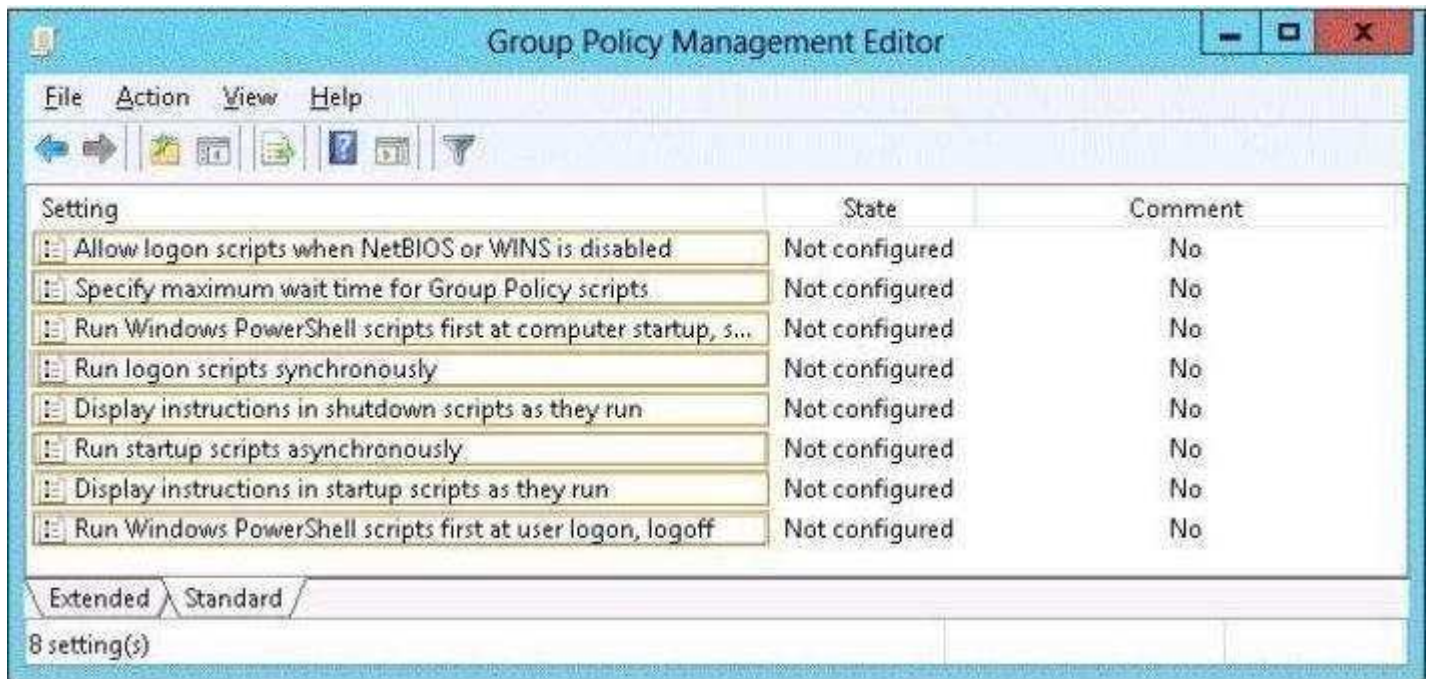 Group Policy Management Editor
File Action View Help
Setting State Comment
Allow logon scripts when NetBIOS or WINS is disabled Not configured No
Specify maximum wait time for Group Policy scripts Not configured No
Run Windows PowerShell scripts first at computer startup, s... Not configured No
Run logon scripts synchronously Not configured No
Display instructions in shutdown scripts as they run Not configured No
Run startup scripts asynchronously Not configured No
Display instructions in startup scripts as they run Not configured No
Run Windows PowerShell scripts first at user logon, logoff Not configured No
Extended Standard
8 setting(s)